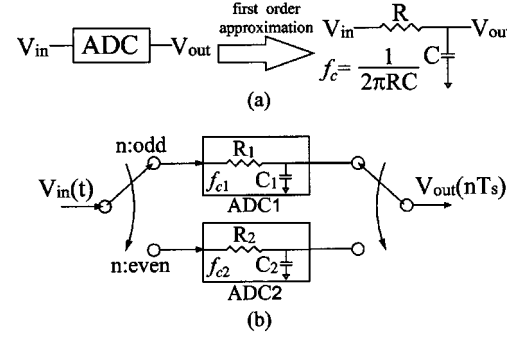 first order
approximation
Vin ADC Vout
Vin R Vout
fc= 1/2πRC C
(a)
n:odd
R1
fc1 C1
ADC1
Vin(t)
Vout(nTs)
R2
fc2 C2
n:even
ADC2
(b)